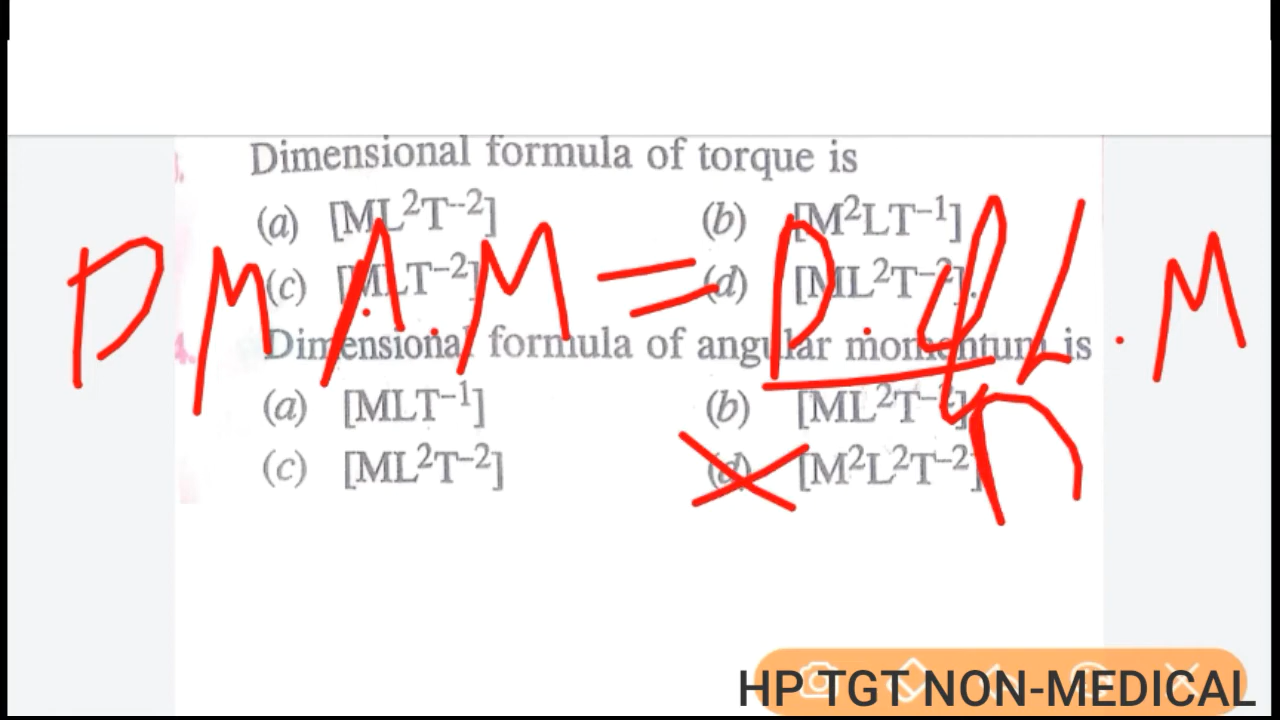 Dimensional formula of torque is
(a) [ML²T⁻²] (b) [M²LT⁻¹]
(c) [MLT⁻²] (d) [ML²T⁻²].
Dimensional formula of angular momentum is
(a) [MLT⁻¹] (b) [ML²T⁻¹]
(c) [ML²T⁻²] (d) [M²L²T⁻²]
HP TGT NON-MEDICAL